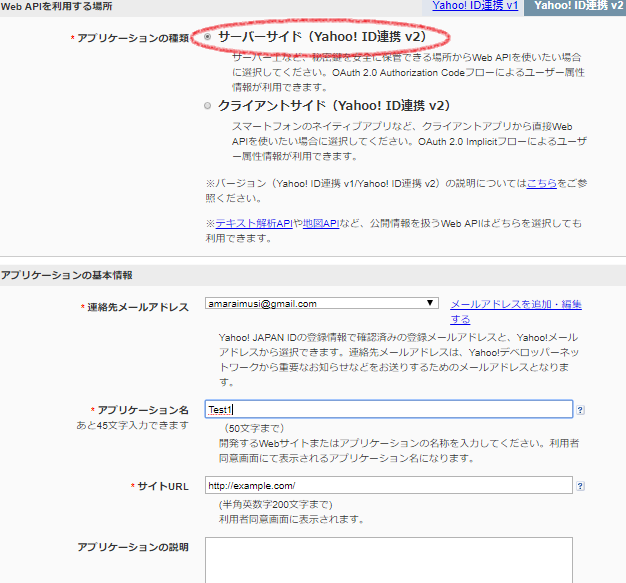 Web APIを利用する場所
Yahoo! ID連携 v1
Yahoo! ID連携 v2
* アプリケーションの種類
サーバーサイド（Yahoo! ID連携 v2）
サーバー上など、秘密鍵を安全に保管できる場所からWeb APIを使いたい場合
に選択してください。OAuth 2.0 Authorization Codeフローによるユーザー属性
情報が利用できます。
クライアントサイド（Yahoo! ID連携 v2）
スマートフォンのネイティブアプリなど、クライアントアプリから直接Web
APIを使いたい場合に選択してください。OAuth 2.0 Implicitフローによるユーザ
ー属性情報が利用できます。
※バージョン（Yahoo! ID連携 v1/Yahoo! ID連携 v2）の説明についてはこちらをご参
照ください。
※テキスト解析APIや地図APIなど、公開情報を扱うWeb APIはどちらを選択しても
利用できます。
アプリケーションの基本情報
* 連絡先メールアドレス
amaraimusi@gmail.com
メールアドレスを追加・編集
する
Yahoo! JAPAN IDの登録情報で確認済みの登録メールアドレスと、Yahoo!メール
アドレスから選択できます。連絡先メールアドレスは、Yahoo!デベロッパーネッ
トワークから重要なお知らせなどをお送りするためのメールアドレスとなりま
す。
* アプリケーション名
あと45文字入力できます
Test1
?
（50文字まで）
開発するWebサイトまたはアプリケーションの名称を入力してください。利用者
同意画面にて表示されるアプリケーション名になります。
* サイトURL
http://example.com/
?
(半角英数字200文字まで)
利用者同意画面に表示されます。
アプリケーションの説明